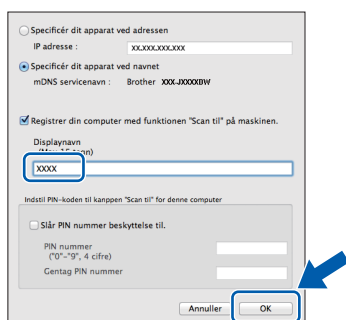 Specificér dit apparat ved adressen
IP adresse : XX.XXX.XXX.XXX
Specificér dit apparat ved navnet
mDNS servicenavn : Brother XXX-JXXXXBW
Registrer din computer med funktionen "Scan til" på maskinen.
Displaynavn
(Max 15 tegn)
XXXX
Indstil PIN-koden til kanppen "Scan til" for denne computer
Slår PIN nummer beskyttelse til.
PIN nummer
("0"~"9", 4 cifre)
Gentag PIN nummer
Annuller OK